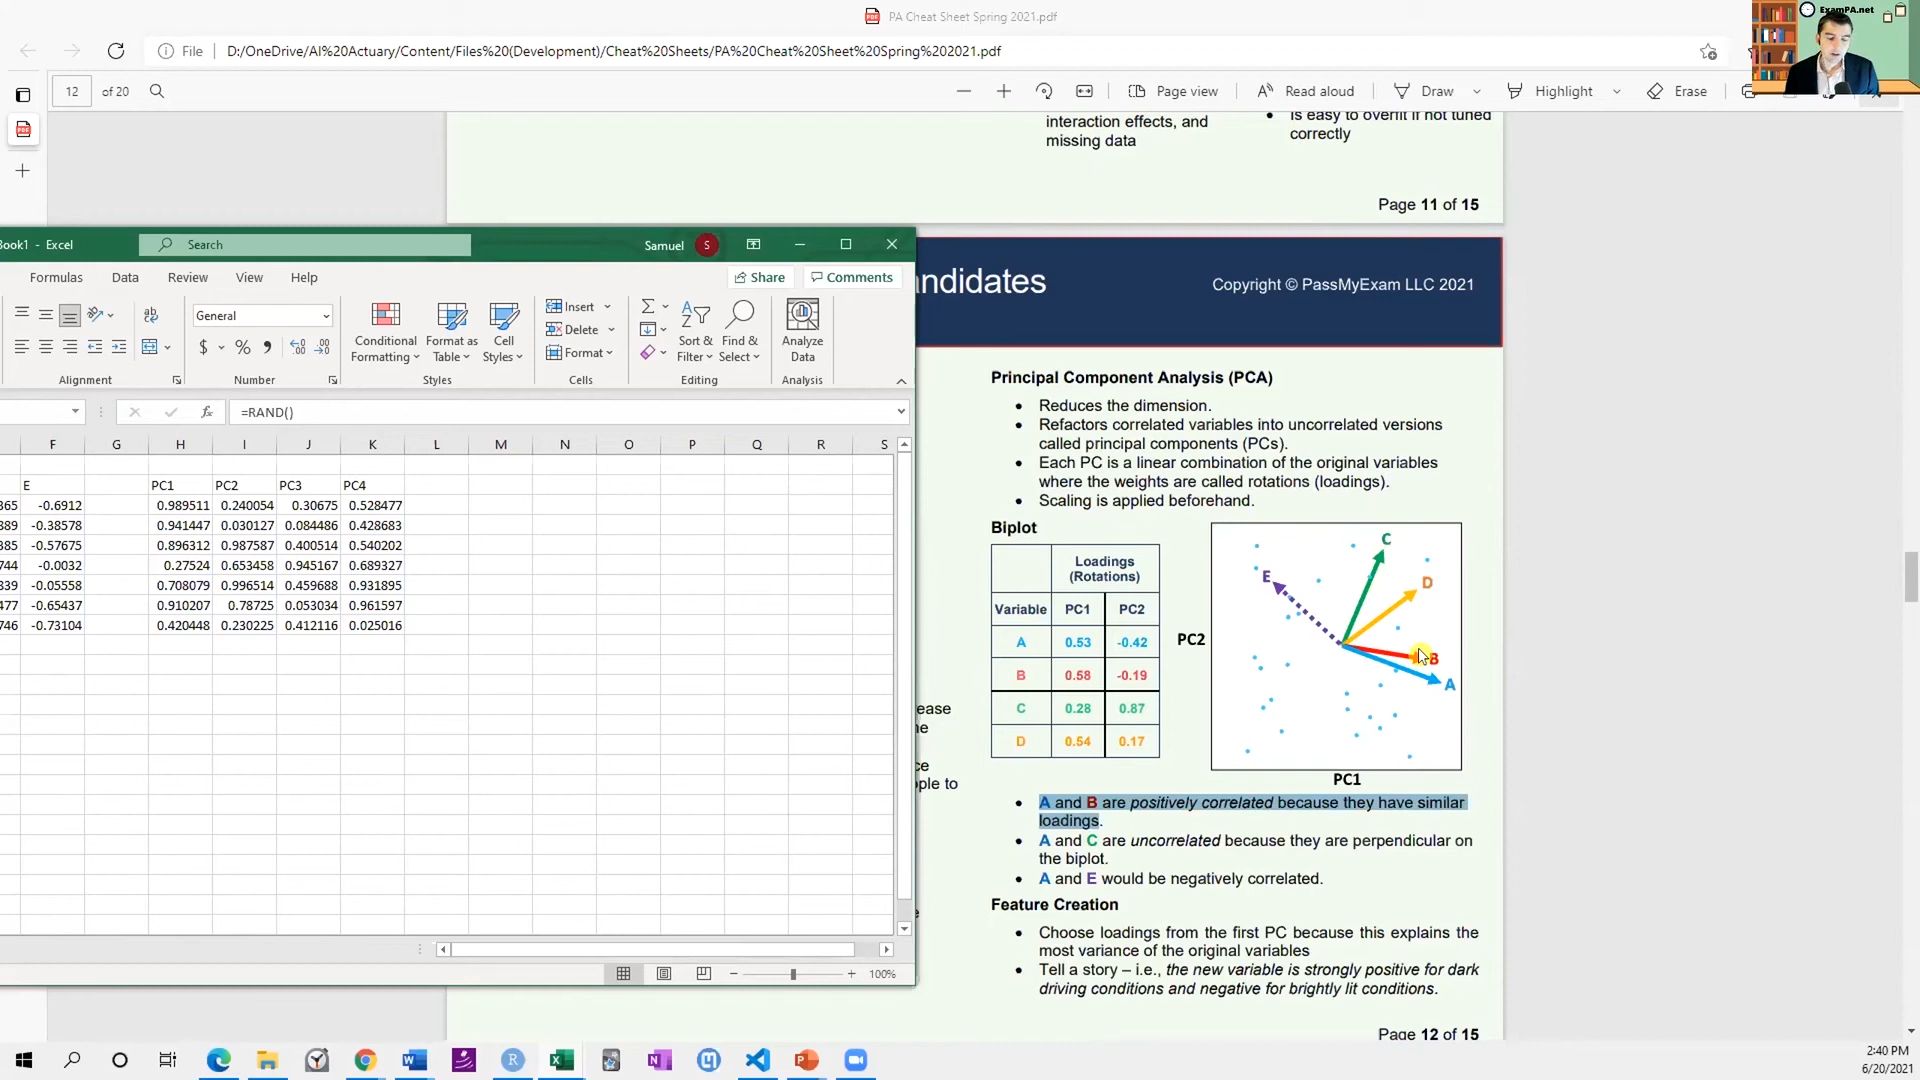 PA Cheat Sheet Spring 2021.pdf
ExamPA.net
File D:/OneDrive/AI%20Actuary/Content/Files%20(Development)/Cheat%20Sheets/PA%20Cheat%20Sheet%20Spring%202021.pdf
12 of 20 Page view Read aloud Draw Highlight Erase
interaction effects, and
missing data
Is easy to overfit if not tuned
correctly
Page 11 of 15
Book1 - Excel Search Samuel S
Formulas Data Review View Help Share Comments
General
Conditional Formatting
Format as Table
Cell Styles
Insert
Delete
Format
Sort & Filter
Find & Select
Analyze Data
Alignment Number Styles Cells Editing Analysis
=RAND()
F G H I J K L M N O P Q R S
E PC1 PC2 PC3 PC4
365 -0.6912 0.989511 0.240054 0.30675 0.528477
389 -0.38578 0.941447 0.030127 0.084486 0.428683
385 -0.57675 0.896312 0.987587 0.400514 0.540202
744 -0.0032 0.27524 0.653458 0.945167 0.689327
339 -0.05558 0.708079 0.996514 0.459688 0.931895
477 -0.65437 0.910207 0.78725 0.053034 0.961597
746 -0.73104 0.420448 0.230225 0.412116 0.025016
100%
ndidates
Copyright © PassMyExam LLC 2021
ease
ne
ce
ople to
e
Principal Component Analysis (PCA)
Reduces the dimension.
Refactors correlated variables into uncorrelated versions
called principal components (PCs).
Each PC is a linear combination of the original variables
where the weights are called rotations (loadings).
Scaling is applied beforehand.
Biplot
Loadings
(Rotations)
Variable PC1 PC2
A 0.53 -0.42
B 0.58 -0.19
C 0.28 0.87
D 0.54 0.17
PC2
C
E
D
B
A
PC1
A and B are positively correlated because they have similar
loadings.
A and C are uncorrelated because they are perpendicular on
the biplot.
A and E would be negatively correlated.
Feature Creation
Choose loadings from the first PC because this explains the
most variance of the original variables
Tell a story – i.e., the new variable is strongly positive for dark
driving conditions and negative for brightly lit conditions.
Page 12 of 15
2:40 PM
6/20/2021